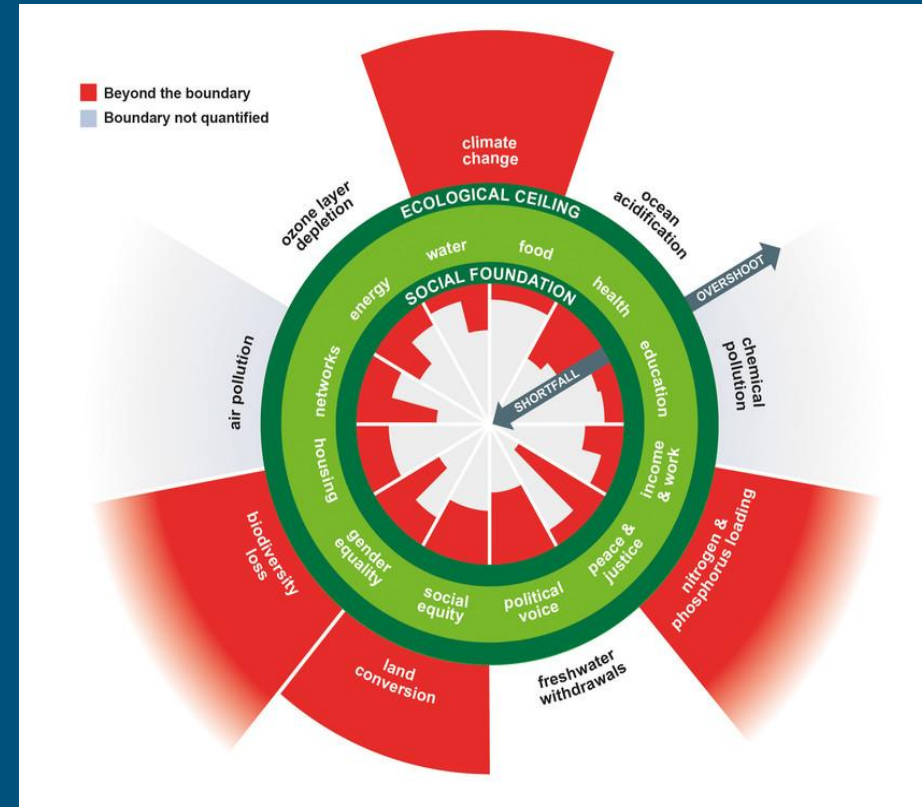 Beyond the boundary
Boundary not quantified
climate
change
ozone layer
depletion
ocean
acidification
ECOLOGICAL CEILING
OVERSHOOT
water
food
energy
health
SOCIAL FOUNDATION
networks
education
SHORTFALL
air pollution
chemical
pollution
housing
income
& work
gender
equality
peace &
justice
social
equity
political
voice
biodiversity
loss
nitrogen &
phosphorus loading
land
conversion
freshwater
withdrawals